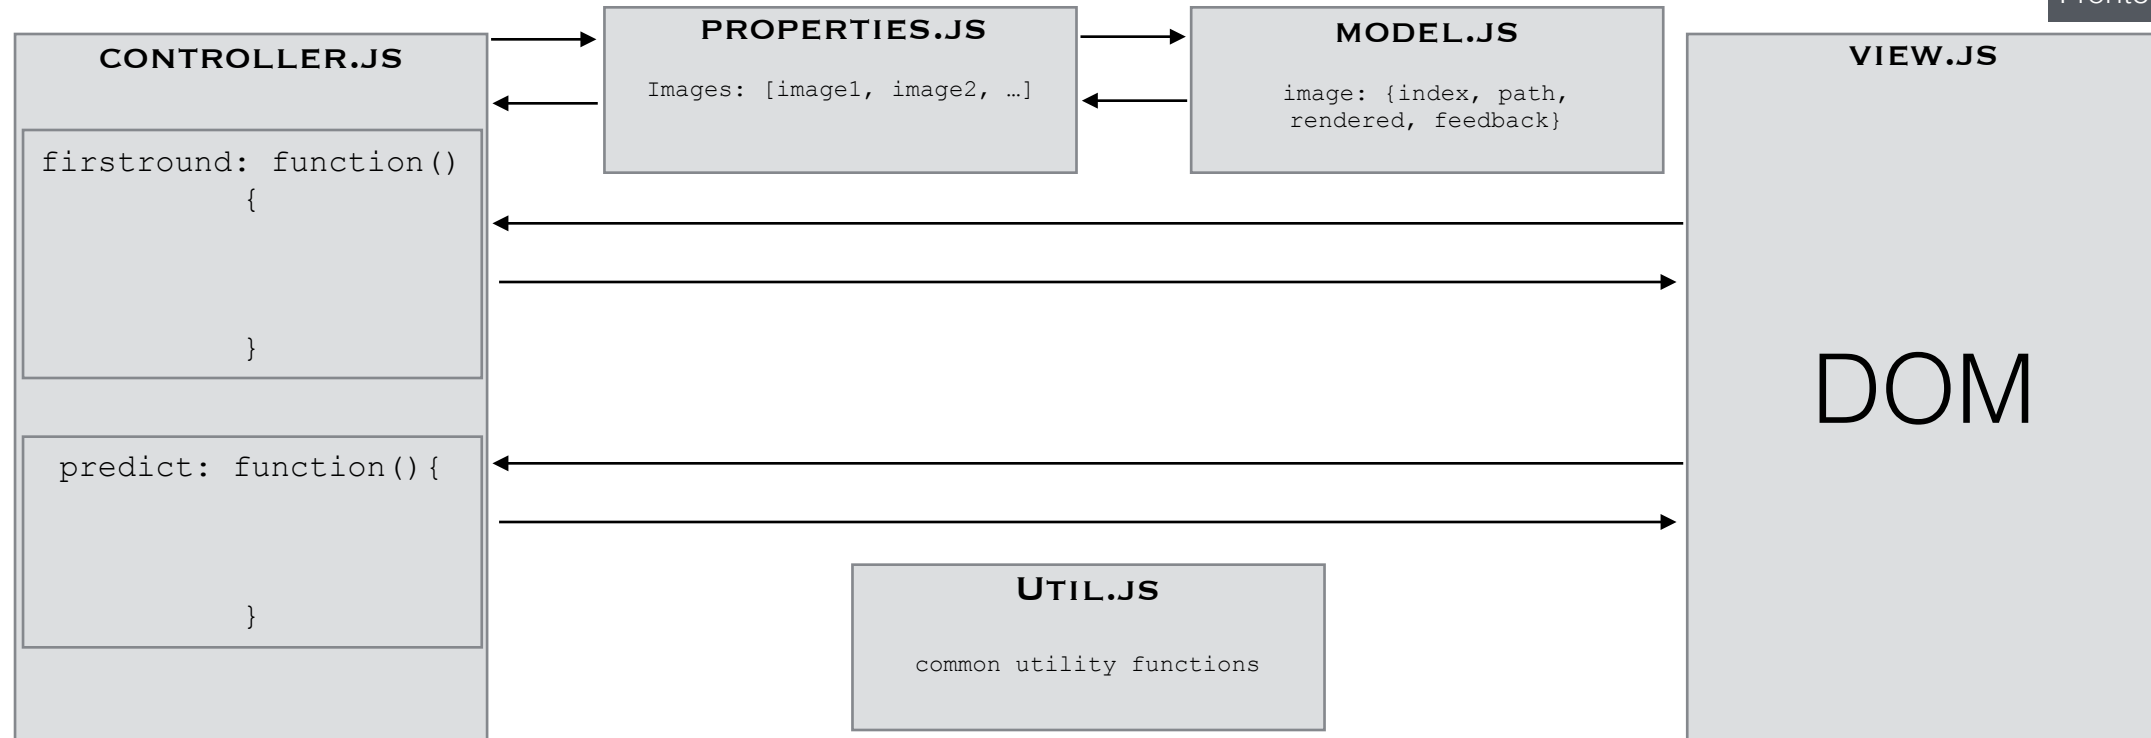 CONTROLLER.JS
firstround: function()
{
}
predict: function(){
}
PROPERTIES.JS
Images: [image1, image2, …]
MODEL.JS
image: {index, path,
rendered, feedback}
UTIL.JS
common utility functions
VIEW.JS
DOM